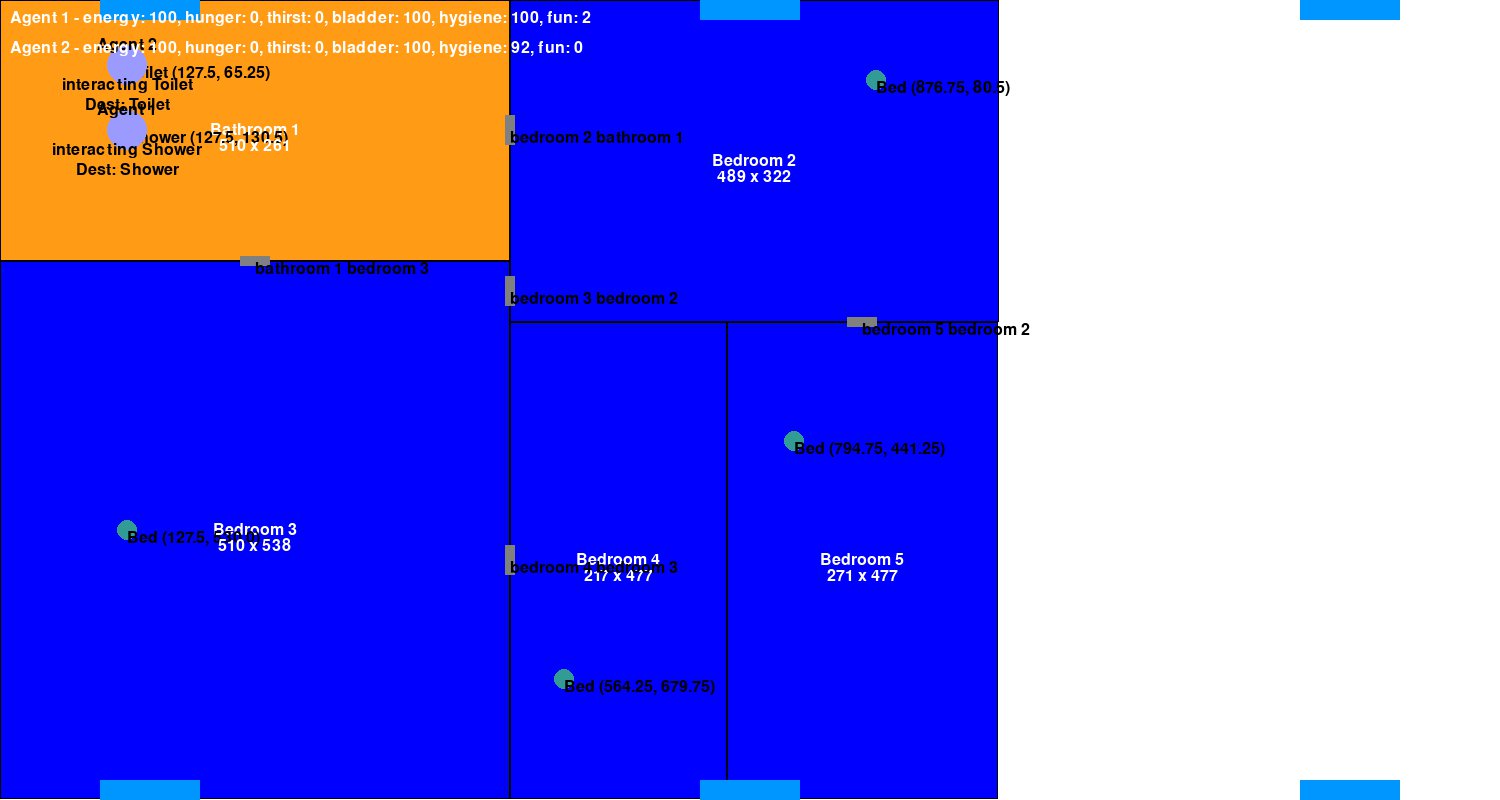 Agent 1 - energy: 100, hunger: 0, thirst: 0, bladder: 100, hygiene: 100, fun: 2
Agent 2 - energy: 100, hunger: 0, thirst: 0, bladder: 100, hygiene: 92, fun: 0
Agent 2
Toilet (127.5, 65.25)
interacting Toilet
Dest: Toilet
Agent 1
Shower (127.5, 130.5)
interacting Shower
Dest: Shower
Bathroom 1
510 x 261
bedroom 2 bathroom 1
Bed (876.75, 80.5)
Bedroom 2
489 x 322
bathroom 1 bedroom 3
bedroom 3 bedroom 2
bedroom 5 bedroom 2
Bed (794.75, 441.25)
Bed (127.5,
Bedroom 3
510 x 538
bedroom 4 bedroom 3
Bedroom 4
217 x 477
Bedroom 5
271 x 477
Bed (564.25, 679.75)